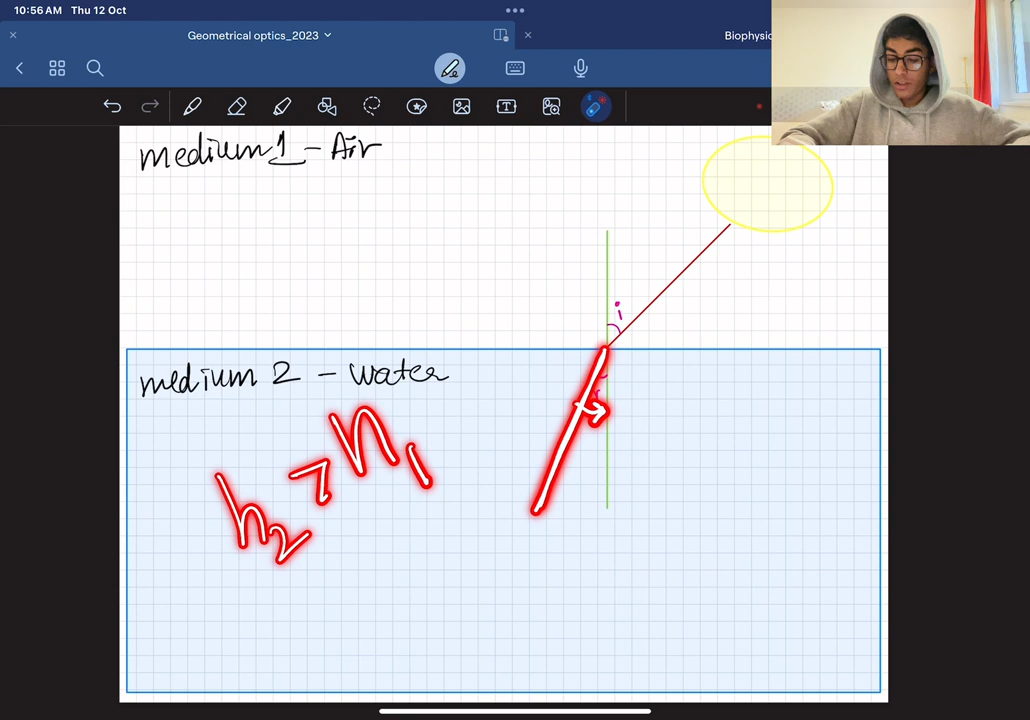 10:56 AM Thu 12 Oct
Geometrical optics_2023
Biophysic
medium 1 - Air
i
medium 2 - water
r
n2 > n1